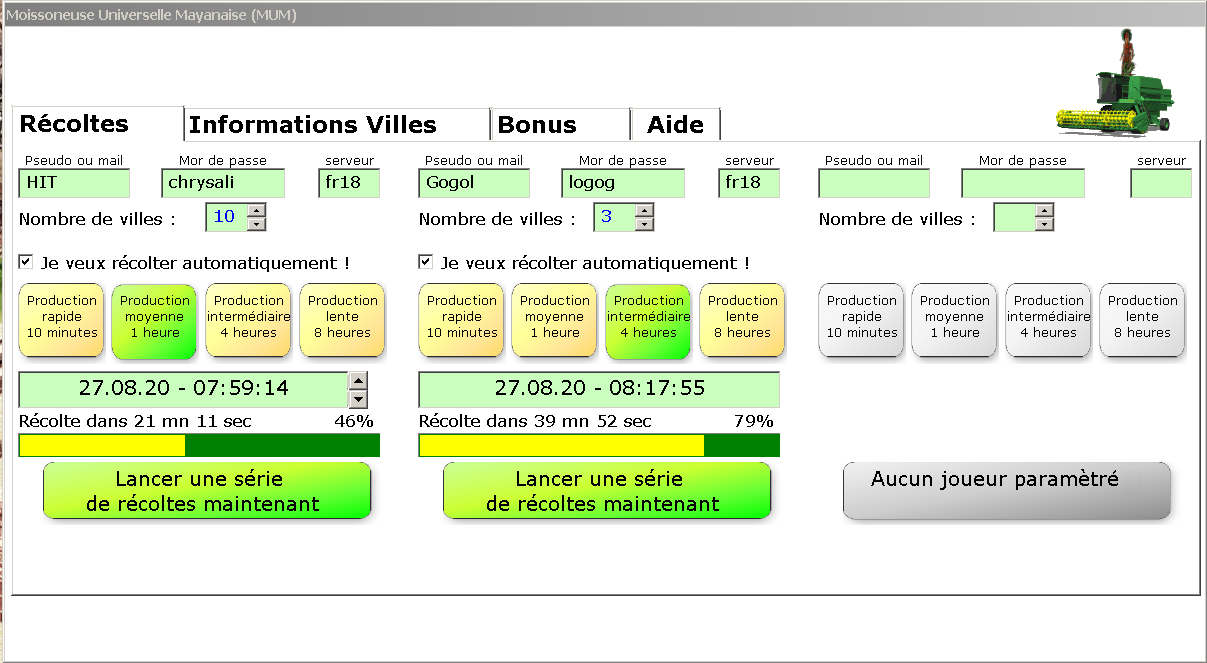 Moissoneuse Universelle Mayanaise (MUM)
Récoltes Informations Villes Bonus Aide
Pseudo ou mail Mor de passe serveur
HIT chrysali fr18
Nombre de villes : 10
Je veux récolter automatiquement !
Production rapide 10 minutes
Production moyenne 1 heure
Production intermédiaire 4 heures
Production lente 8 heures
27.08.20 - 07:59:14
Récolte dans 21 mn 11 sec 46%
Lancer une série
de récoltes maintenant
Pseudo ou mail Mor de passe serveur
Gogol logog fr18
Nombre de villes : 3
Je veux récolter automatiquement !
Production rapide 10 minutes
Production moyenne 1 heure
Production intermédiaire 4 heures
Production lente 8 heures
27.08.20 - 08:17:55
Récolte dans 39 mn 52 sec 79%
Lancer une série
de récoltes maintenant
Pseudo ou mail Mor de passe serveur
Nombre de villes :
Production rapide 10 minutes
Production moyenne 1 heure
Production intermédiaire 4 heures
Production lente 8 heures
Aucun joueur paramètré